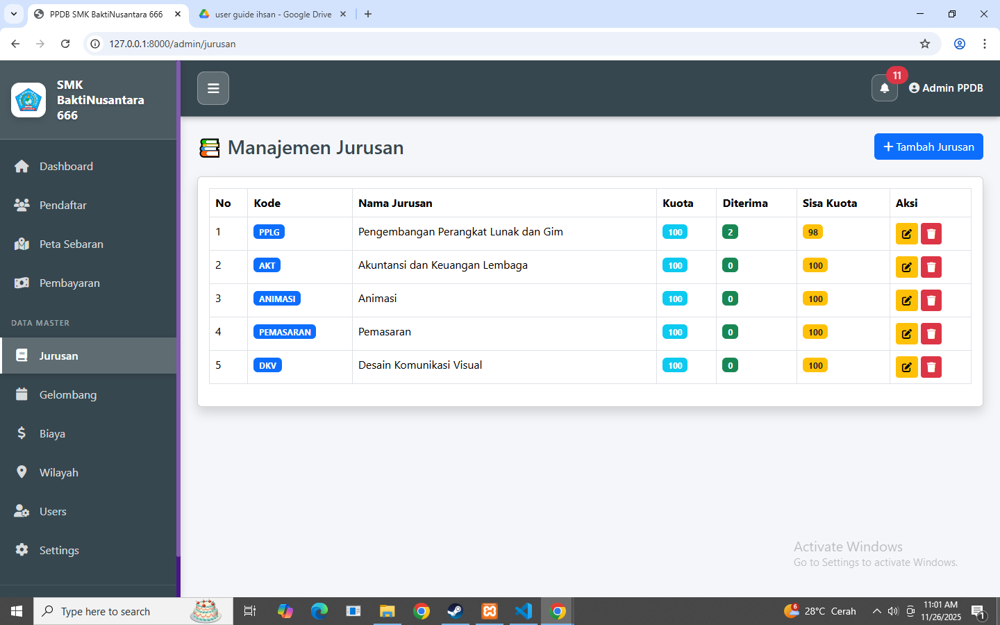 PPDB SMK BaktiNusantara 666
user guide ihsan - Google Drive
127.0.0.1:8000/admin/jurusan
SMK
BaktiNusantara
666
11
Admin PPDB
Dashboard
Pendaftar
Peta Sebaran
Pembayaran
DATA MASTER
Jurusan
Gelombang
Biaya
Wilayah
Users
Settings
Manajemen Jurusan
Tambah Jurusan
No Kode Nama Jurusan Kuota Diterima Sisa Kuota Aksi
1 PPLG Pengembangan Perangkat Lunak dan Gim 100 2 98
2 AKT Akuntansi dan Keuangan Lembaga 100 0 100
3 ANIMASI Animasi 100 0 100
4 PEMASARAN Pemasaran 100 0 100
5 DKV Desain Komunikasi Visual 100 0 100
Activate Windows
Go to Settings to activate Windows.
Type here to search
6
28°C Cerah
11:01 AM
11/26/2025
1